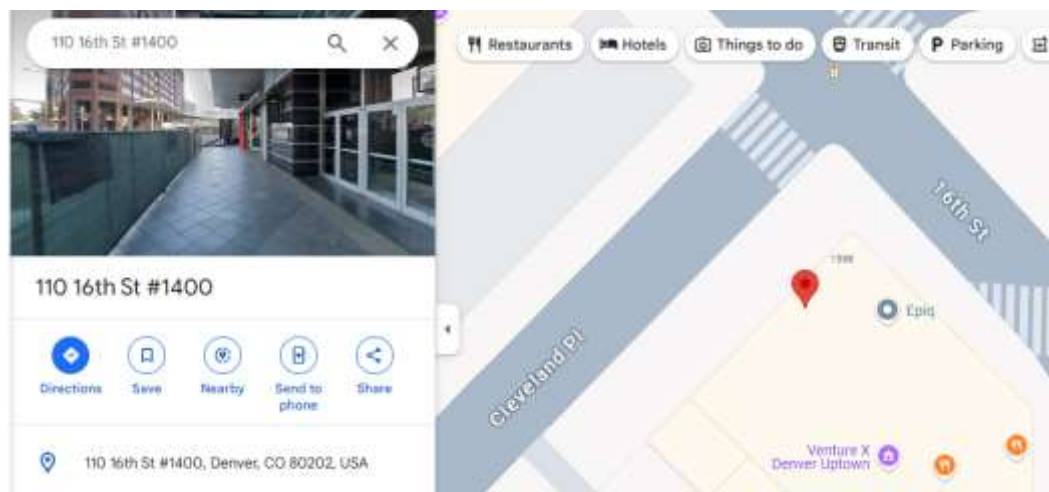 110 16th St #1400
Restaurants
Hotels
Things to do
Transit
Parking
110 16th St #1400
Directions
Save
Nearby
Send to
phone
Share
110 16th St #1400, Denver, CO 80202, USA
16th St
Epiq
Cleveland Pl
Venture X
Denver Uptown